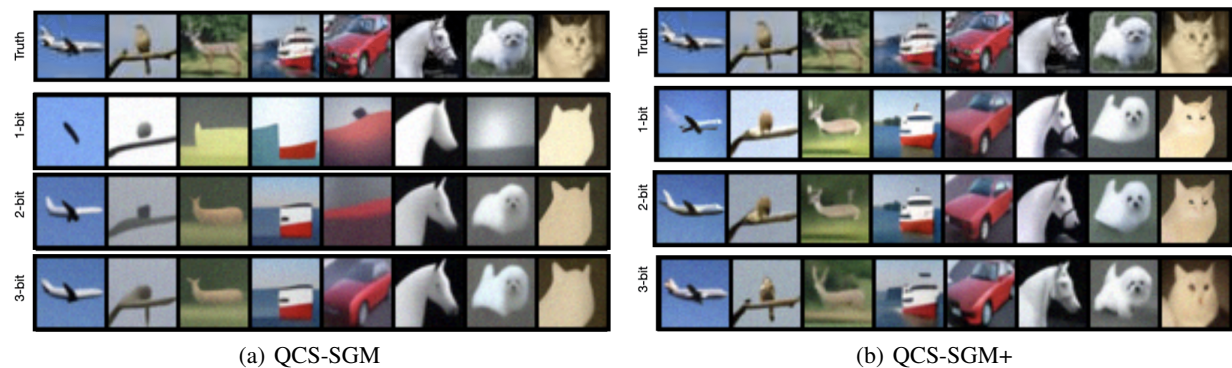 Truth
1-bit
2-bit
3-bit
(a) QCS-SGM
Truth
1-bit
2-bit
3-bit
(b) QCS-SGM+